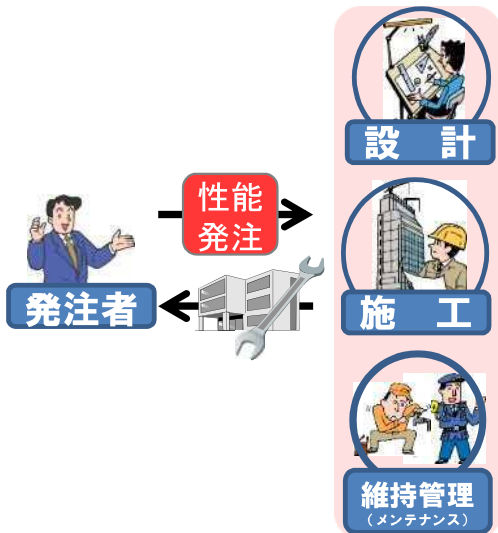 設 計
性能
発注
発注者
施 工
維持管理
（メンテナンス）